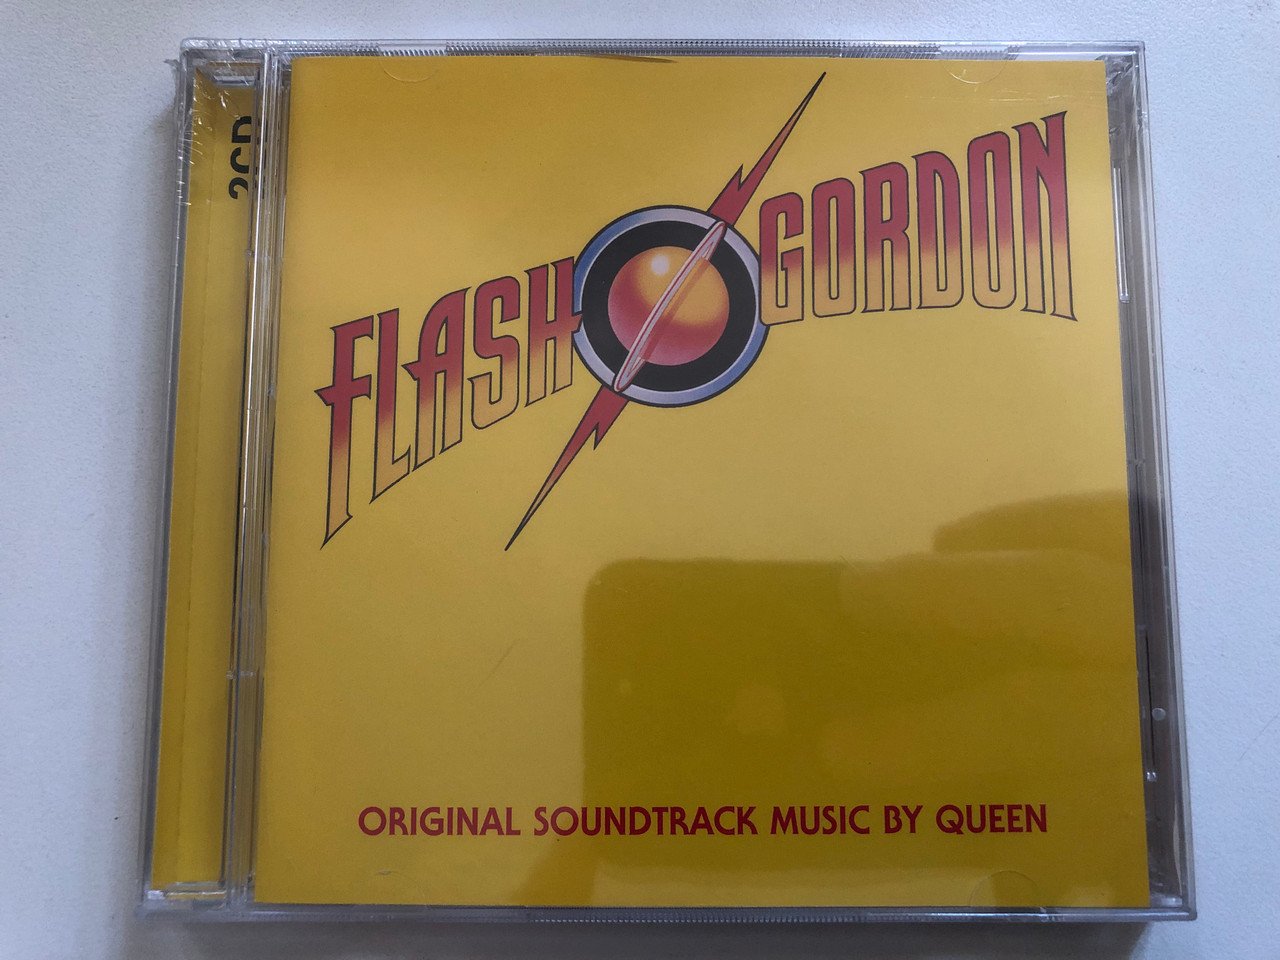 2CD
FLASH GORDON
ORIGINAL SOUNDTRACK MUSIC BY QUEEN